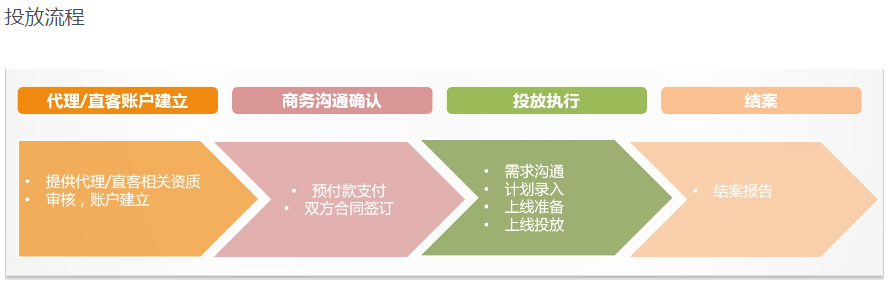 投放流程
代理/直客账户建立
商务沟通确认
投放执行
结案
• 提供代理/直客相关资质
• 审核，账户建立
• 预付款支付
• 双方合同签订
• 需求沟通
• 计划录入
• 上线准备
• 上线投放
• 结案报告